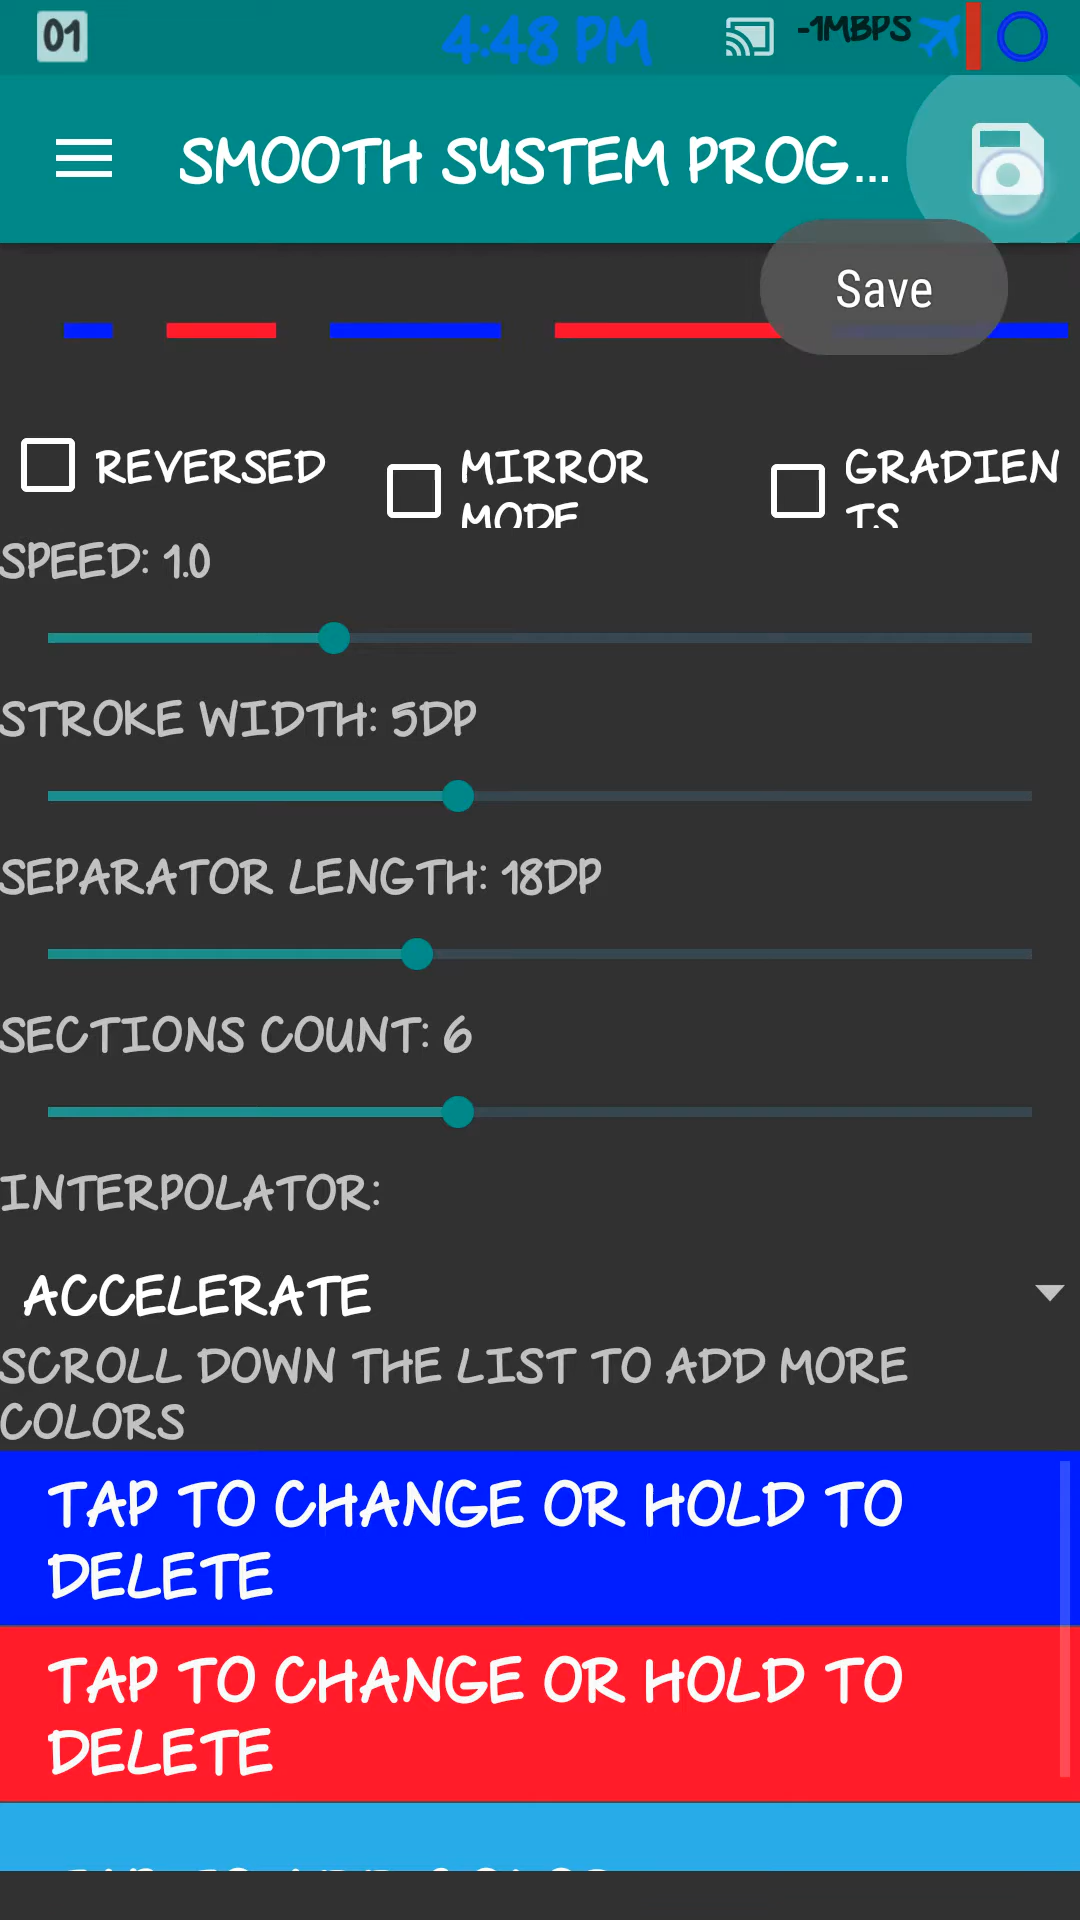 01 4:48 PM -1MBPS
SMOOTH SYSTEM PROG...
Save
REVERSED
MIRROR
MODE
GRADIEN
TS
SPEED: 1.0
STROKE WIDTH: 5DP
SEPARATOR LENGTH: 18DP
SECTIONS COUNT: 6
INTERPOLATOR:
ACCELERATE
SCROLL DOWN THE LIST TO ADD MORE
COLORS
TAP TO CHANGE OR HOLD TO
DELETE
TAP TO CHANGE OR HOLD TO
DELETE